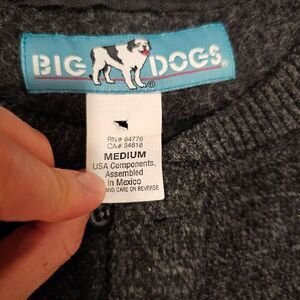 BIG DOGS®
RN# 64776
CA# 34618
MEDIUM
USA Components,
Assembled
in Mexico
AND CARE ON REVERSE